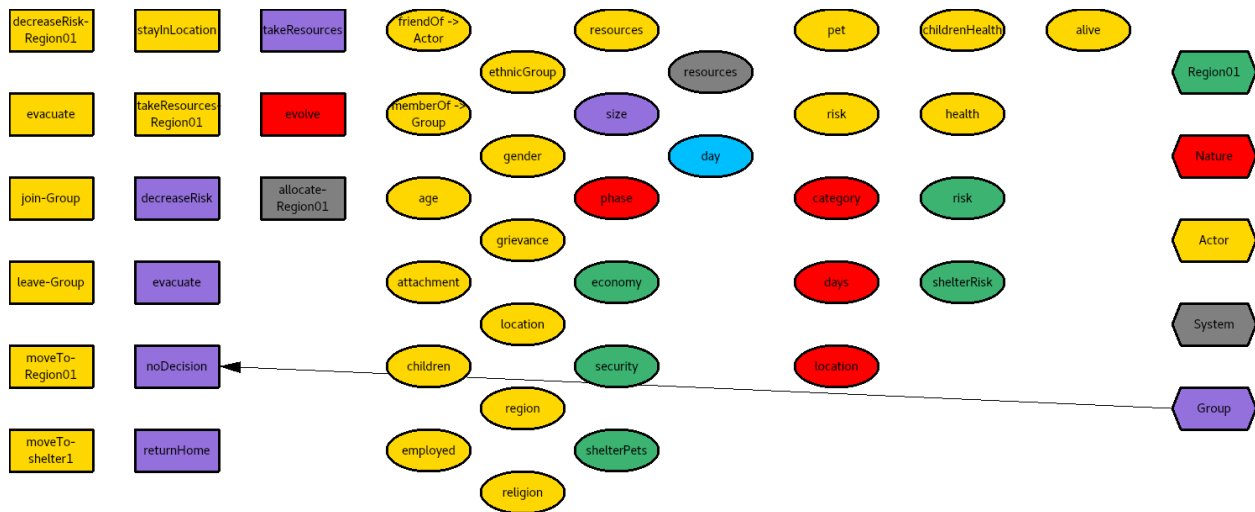 decreaseRisk-
Region01
stayInLocation
takeResources
friendOf ->
Actor
resources
pet
childrenHealth
alive
ethnicGroup
resources
Region01
evacuate
takeResources-
Region01
evolve
memberOf ->
Group
size
risk
health
gender
day
Nature
join-Group
decreaseRisk
allocate-
Region01
age
phase
category
risk
grievance
Actor
leave-Group
evacuate
attachment
economy
days
shelterRisk
location
System
moveTo-
Region01
noDecision
children
security
location
region
Group
moveTo-
shelter1
returnHome
employed
shelterPets
religion